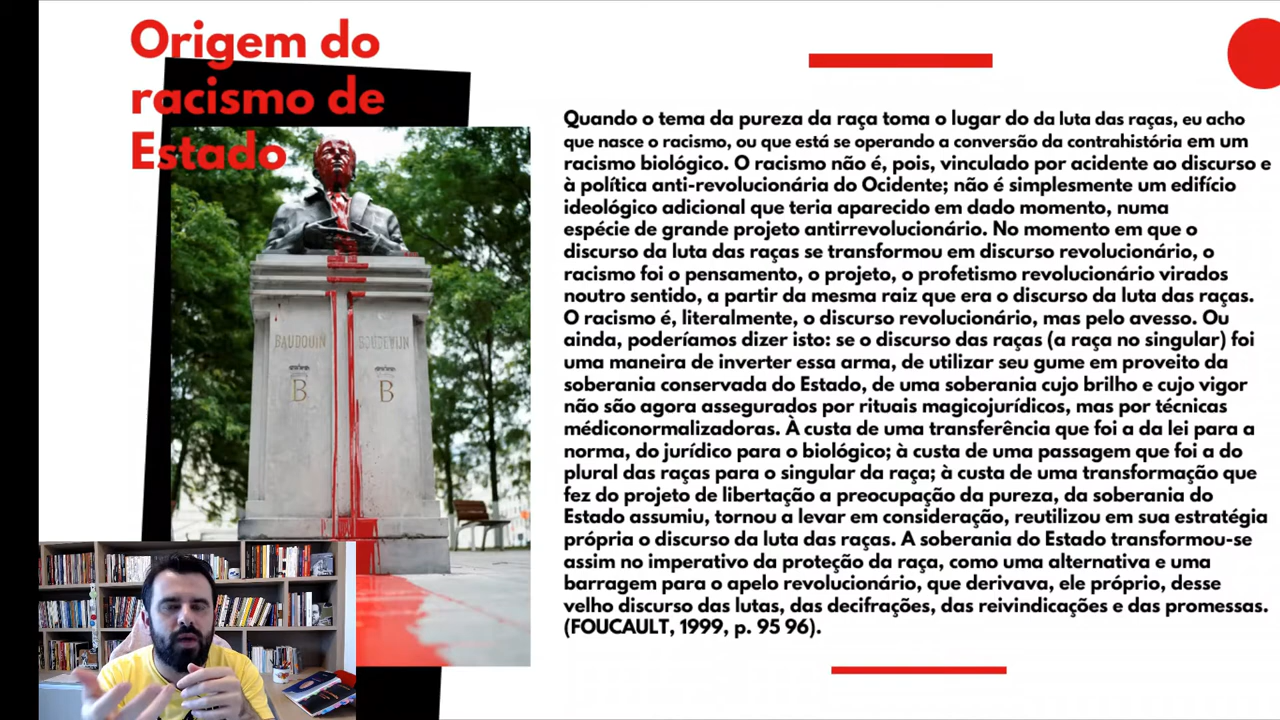 Origem do
racismo de
Estado
BAUDOUIN
BOUDEWIJN
B
B
Quando o tema da pureza da raça toma o lugar do da luta das raças, eu acho
que nasce o racismo, ou que está se operando a conversão da contrahistória em um
racismo biológico. O racismo não é, pois, vinculado por acidente ao discurso e
à política anti-revolucionária do Ocidente; não é simplesmente um edifício
ideológico adicional que teria aparecido em dado momento, numa
espécie de grande projeto antirrevolucionário. No momento em que o
discurso da luta das raças se transformou em discurso revolucionário, o
racismo foi o pensamento, o projeto, o profetismo revolucionário virados
noutro sentido, a partir da mesma raiz que era o discurso da luta das raças.
O racismo é, literalmente, o discurso revolucionário, mas pelo avesso. Ou
ainda, poderíamos dizer isto: se o discurso das raças (a raça no singular) foi
uma maneira de inverter essa arma, de utilizar seu gume em proveito da
soberania conservada do Estado, de uma soberania cujo brilho e cujo vigor
não são agora assegurados por rituais magicojurídicos, mas por técnicas
médiconormalizadoras. À custa de uma transferência que foi a da lei para a
norma, do jurídico para o biológico; à custa de uma passagem que foi a do
plural das raças para o singular da raça; à custa de uma transformação que
fez do projeto de libertação a preocupação da pureza, da soberania do
Estado assumiu, tornou a levar em consideração, reutilizou em sua estratégia
própria o discurso da luta das raças. A soberania do Estado transformou-se
assim no imperativo da proteção da raça, como uma alternativa e uma
barragem para o apelo revolucionário, que derivava, ele próprio, desse
velho discurso das lutas, das decifrações, das reivindicações e das promessas.
(FOUCAULT, 1999, p. 95 96).